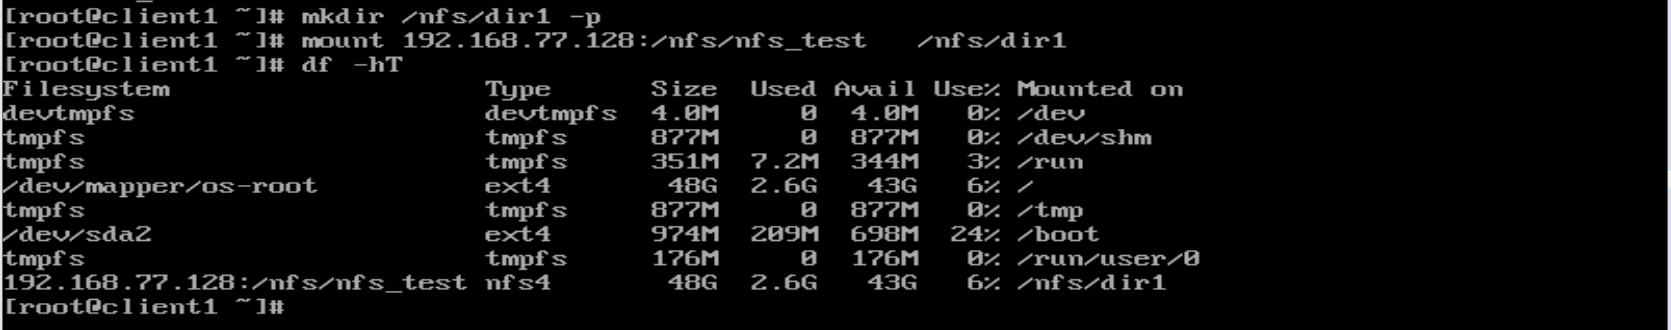 [root@client1 ~]# mkdir /nfs/dir1 -p
[root@client1 ~]# mount 192.168.77.128:/nfs/nfs_test   /nfs/dir1
[root@client1 ~]# df -hT
Filesystem                   Type      Size  Used Avail Use% Mounted on
devtmpfs                     devtmpfs  4.0M     0  4.0M   0% /dev
tmpfs                        tmpfs     877M     0  877M   0% /dev/shm
tmpfs                        tmpfs     351M  7.2M  344M   3% /run
/dev/mapper/os-root          ext4       48G  2.6G   43G   6% /
tmpfs                        tmpfs     877M     0  877M   0% /tmp
/dev/sda2                    ext4      974M  209M  698M  24% /boot
tmpfs                        tmpfs     176M     0  176M   0% /run/user/0
192.168.77.128:/nfs/nfs_test nfs4       48G  2.6G   43G   6% /nfs/dir1
[root@client1 ~]#